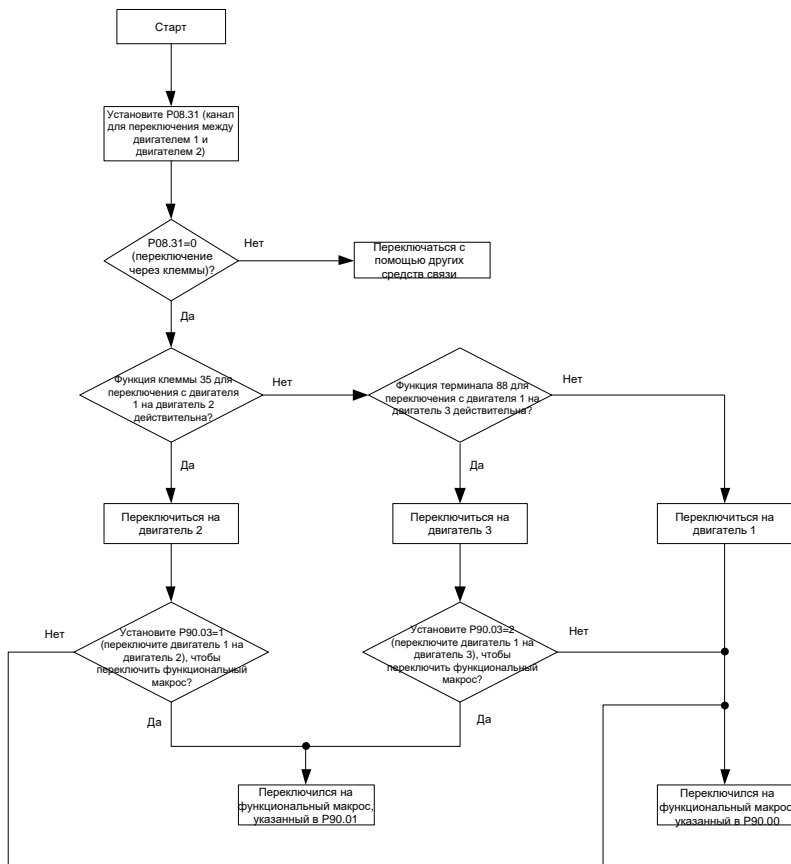 Старт
Установите P08.31 (канал
для переключения между
двигателем 1 и
двигателем 2)
P08.31=0
(переключение
через клеммы)?
Нет
Переключаться с
помощью других
средств связи
Да
Функция клеммы 35 для
переключения с двигателя
1 на двигатель 2
действительна?
Нет
Функция терминала 88 для
переключения с двигателя 1 на
двигатель 3 действительна?
Нет
Да
Да
Переключиться на
двигатель 2
Переключиться на
двигатель 3
Переключиться на
двигатель 1
Нет
Установите P90.03=1
(переключите двигатель 1 на
двигатель 2), чтобы
переключить функциональный
макрос?
Установите P90.03=2
(переключите двигатель 1 на
двигатель 3), чтобы
переключить функциональный
макрос?
Нет
Да
Да
Переключился на
функциональный макрос,
указанный в P90.01
Переключился на
функциональный макрос,
указанный в P90.00